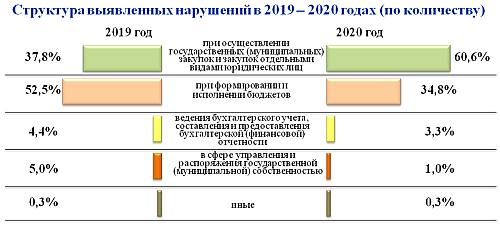 Структура выявленных нарушений в 2019 – 2020 годах (по количеству)
2019 год
2020 год
37,8%
при осуществлении
государственных (муниципальных)
закупок и закупок отдельными
видами юридических лиц
60,6%
52,5%
при формировании и
исполнении бюджетов
34,8%
4,4%
ведения бухгалтерского учета,
составления и предоставления
бухгалтерской (финансовой)
отчетности
3,3%
5,0%
в сфере управления и
распоряжения государственной
(муниципальной) собственностью
1,0%
0,3%
иные
0,3%